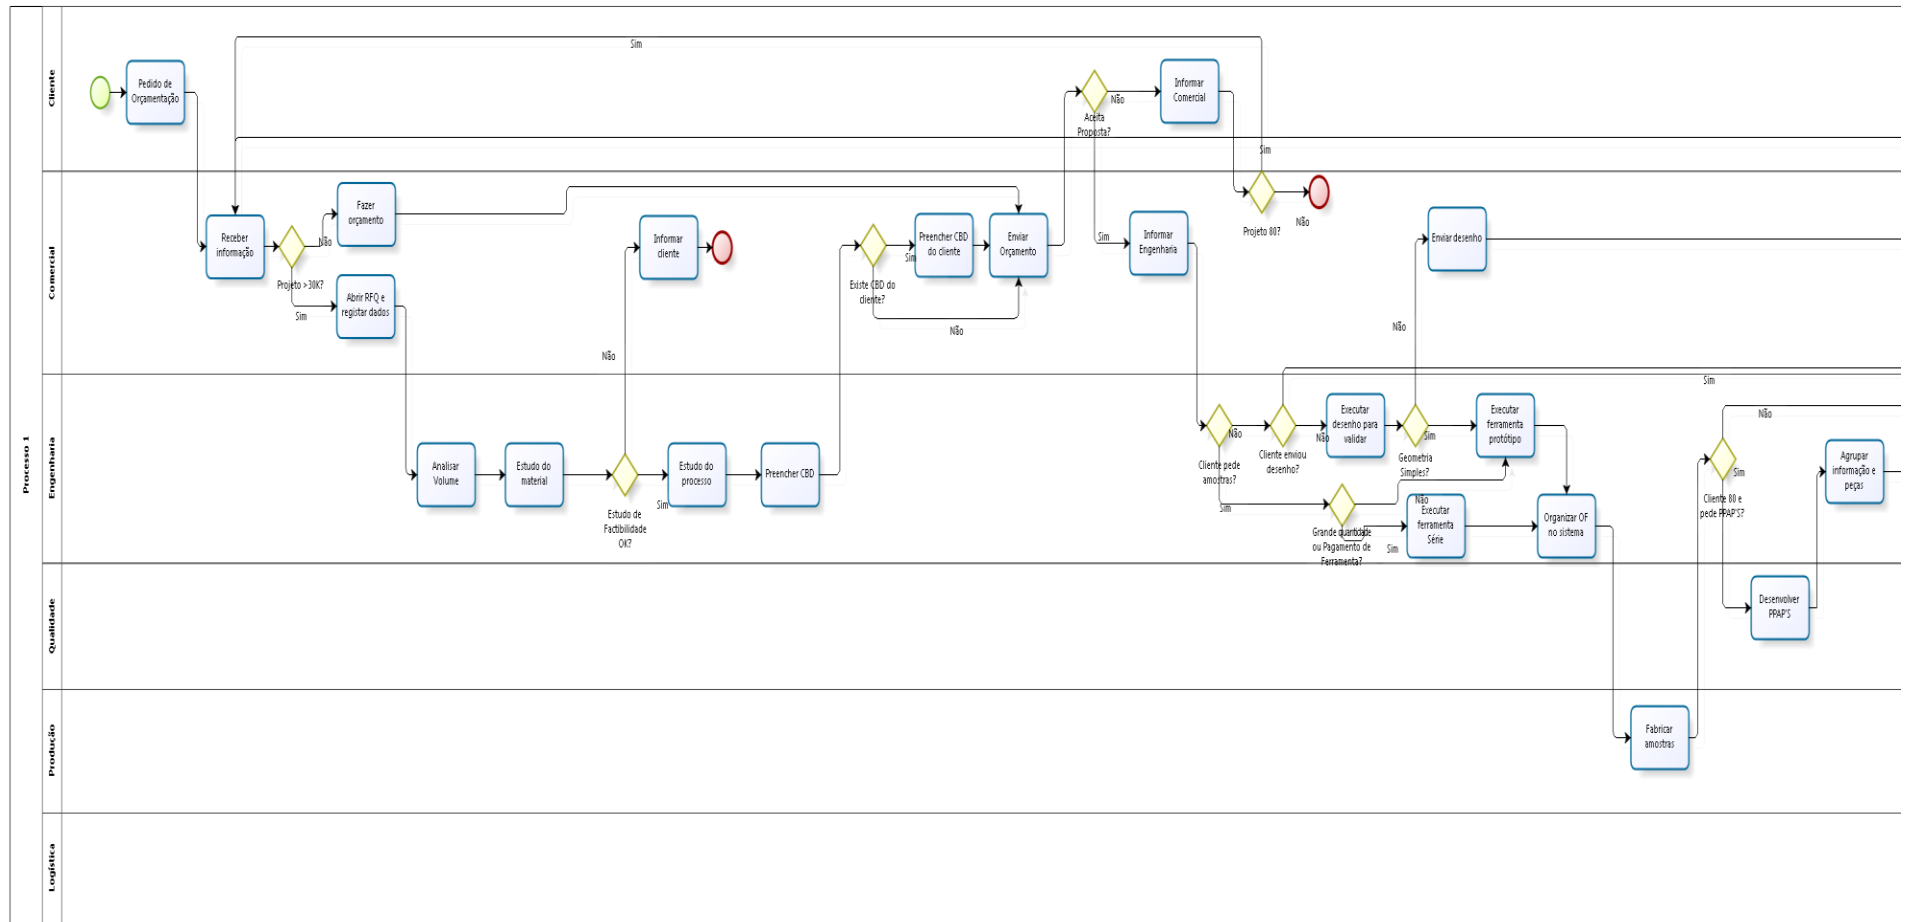 Processo 1
Cliente
Pedido de
Orçamentação
Sim
Aceita
Proposta?
Não
Informar
Comercial
Sim
Comercial
Receber
informação
Projeto >30K?
Não
Sim
Fazer
orçamento
Abrir RFQ e
registar dados
Não
Informar
cliente
Existe CBD do
cliente?
Sim
Não
Preencher CBD
do cliente
Enviar
Orçamento
Sim
Informar
Engenharia
Projeto 80?
Não
Não
Enviar desenho
Engenharia
Analisar
Volume
Estudo do
material
Estudo de
Factibilidade
OK?
Sim
Estudo do
processo
Preencher CBD
Cliente pede
amostras?
Não
Sim
Cliente enviou
desenho?
Não
Sim
Executar
desenho para
validar
Geometria
Simples?
Sim
Executar
ferramenta
protótipo
Grande quantidade
ou Pagamento de
Ferramenta?
Não
Sim
Executar
ferramenta
Série
Organizar OF
no sistema
Cliente 80 e
pede PPAP'S?
Não
Sim
Agrupar
informação e
peças
Qualidade
Desenvolver
PPAP'S
Produção
Fabricar
amostras
Logística